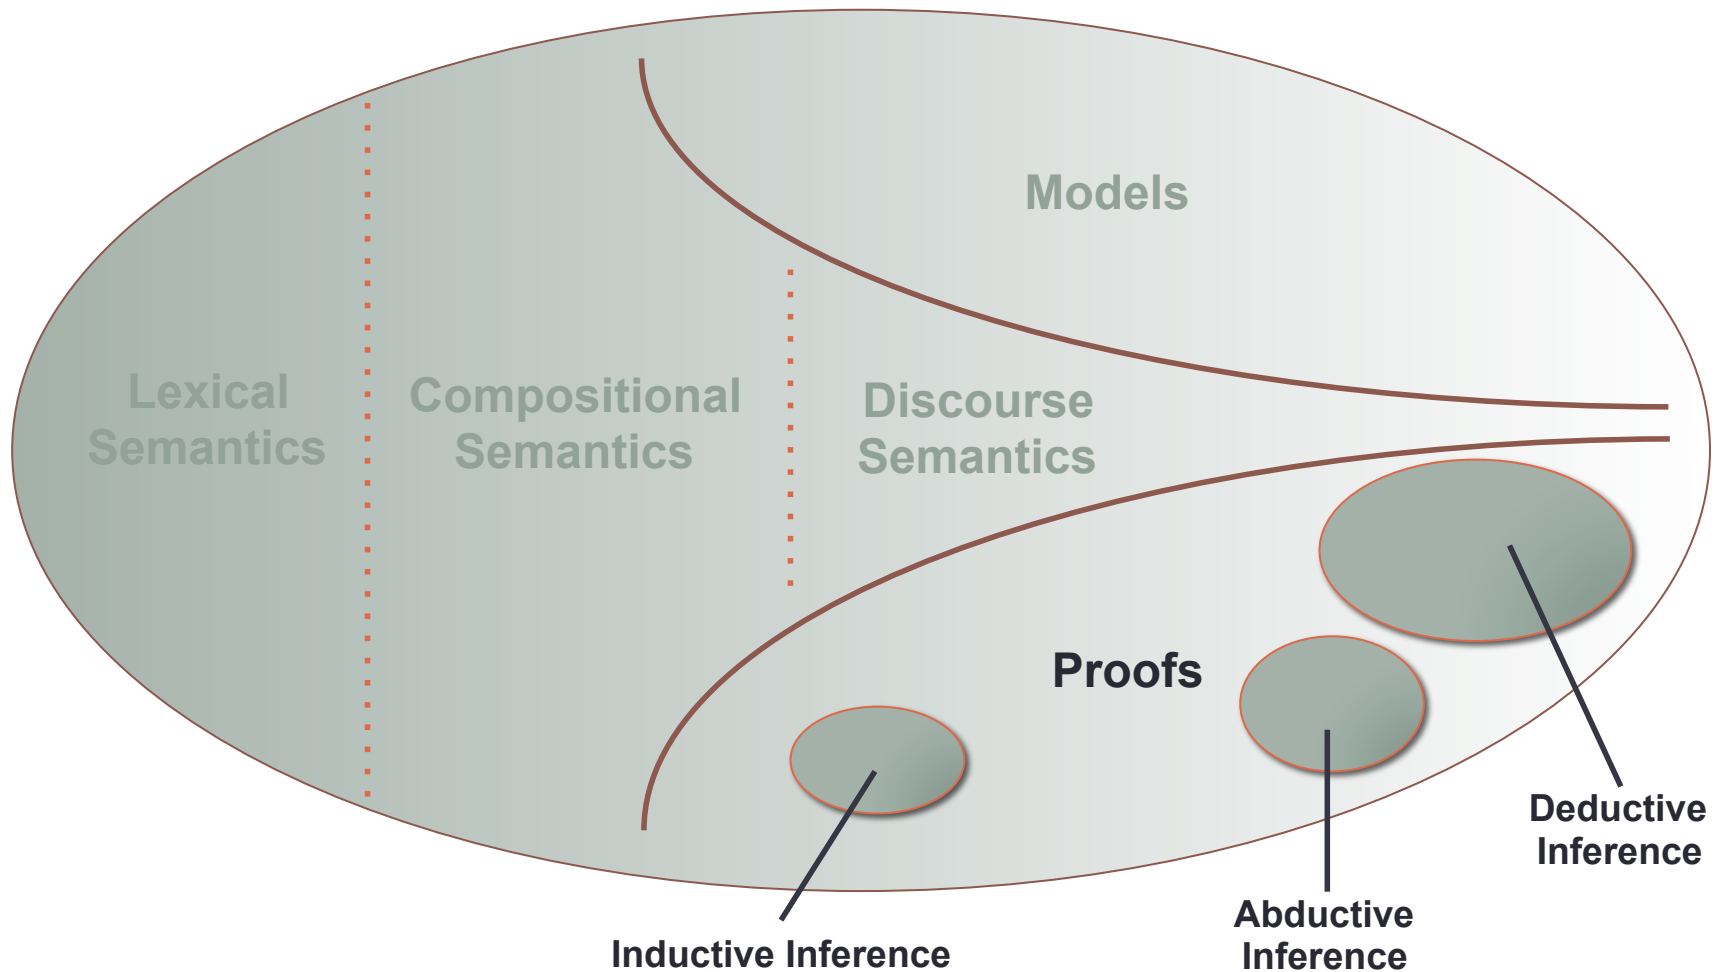 Models
Lexical
Semantics
Compositional
Semantics
Discourse
Semantics
Proofs
Deductive
Inference
Abductive
Inference
Inductive Inference